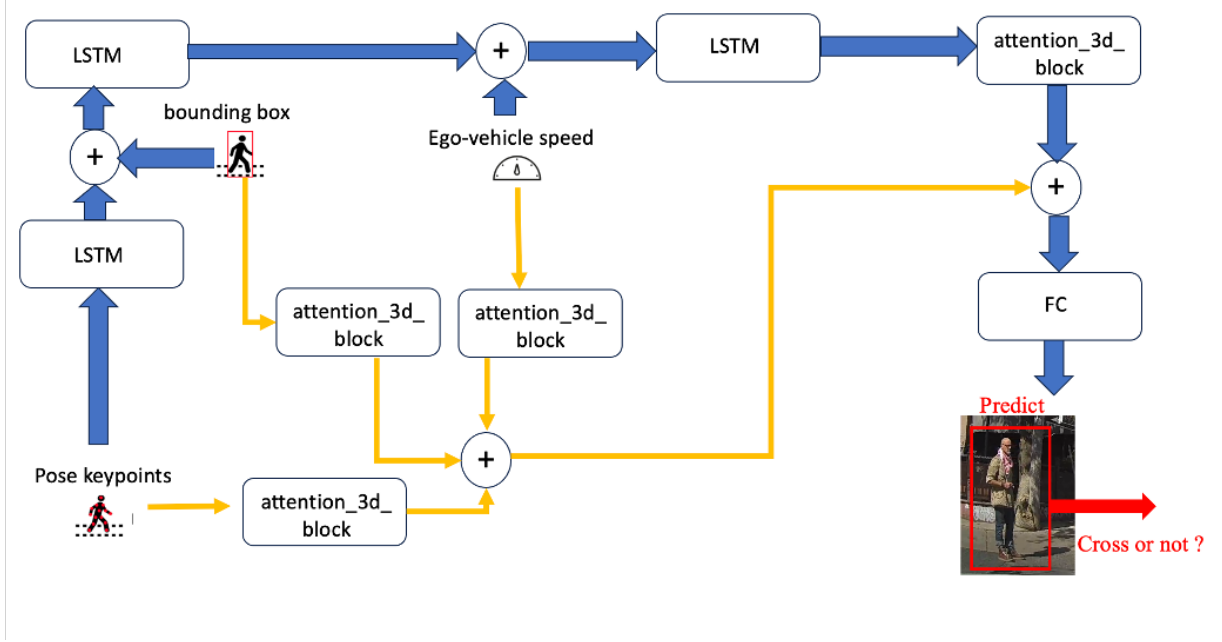 LSTM
+
LSTM
attention_3d_
block
bounding box
Ego-vehicle speed
+
+
LSTM
attention_3d_
block
attention_3d_
block
FC
+
Predict
Pose keypoints
attention_3d_
block
Cross or not ?